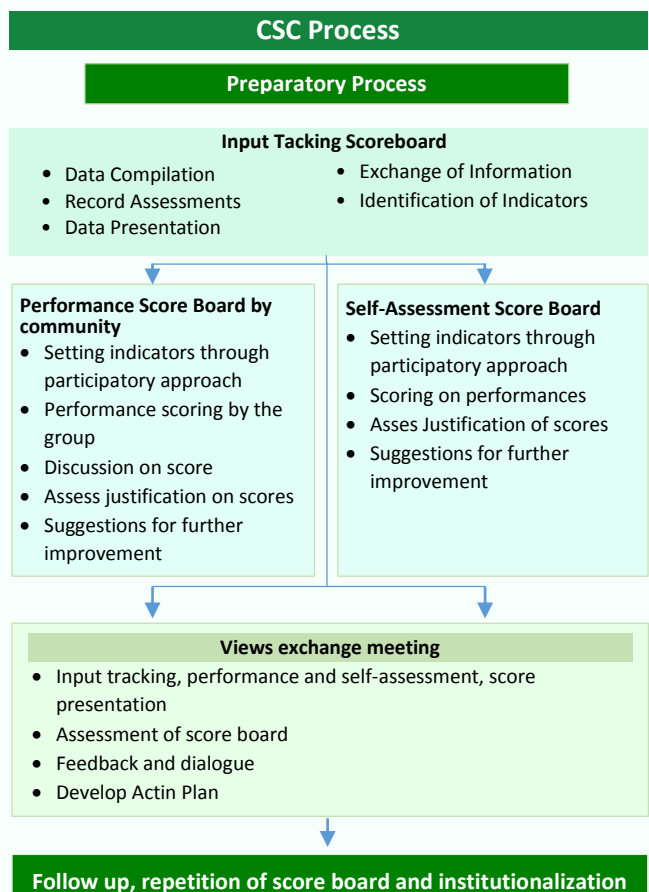 CSC Process
Preparatory Process
Input Tacking Scoreboard
• Data Compilation
• Record Assessments
• Data Presentation
• Exchange of Information
• Identification of Indicators
Performance Score Board by
community
• Setting indicators through
participatory approach
• Performance scoring by the
group
• Discussion on score
• Assess justification on scores
• Suggestions for further
improvement
Self-Assessment Score Board
• Setting indicators through
participatory approach
• Scoring on performances
• Asses Justification of scores
• Suggestions for further
improvement
Views exchange meeting
• Input tracking, performance and self-assessment, score
presentation
• Assessment of score board
• Feedback and dialogue
• Develop Actin Plan
Follow up, repetition of score board and institutionalization